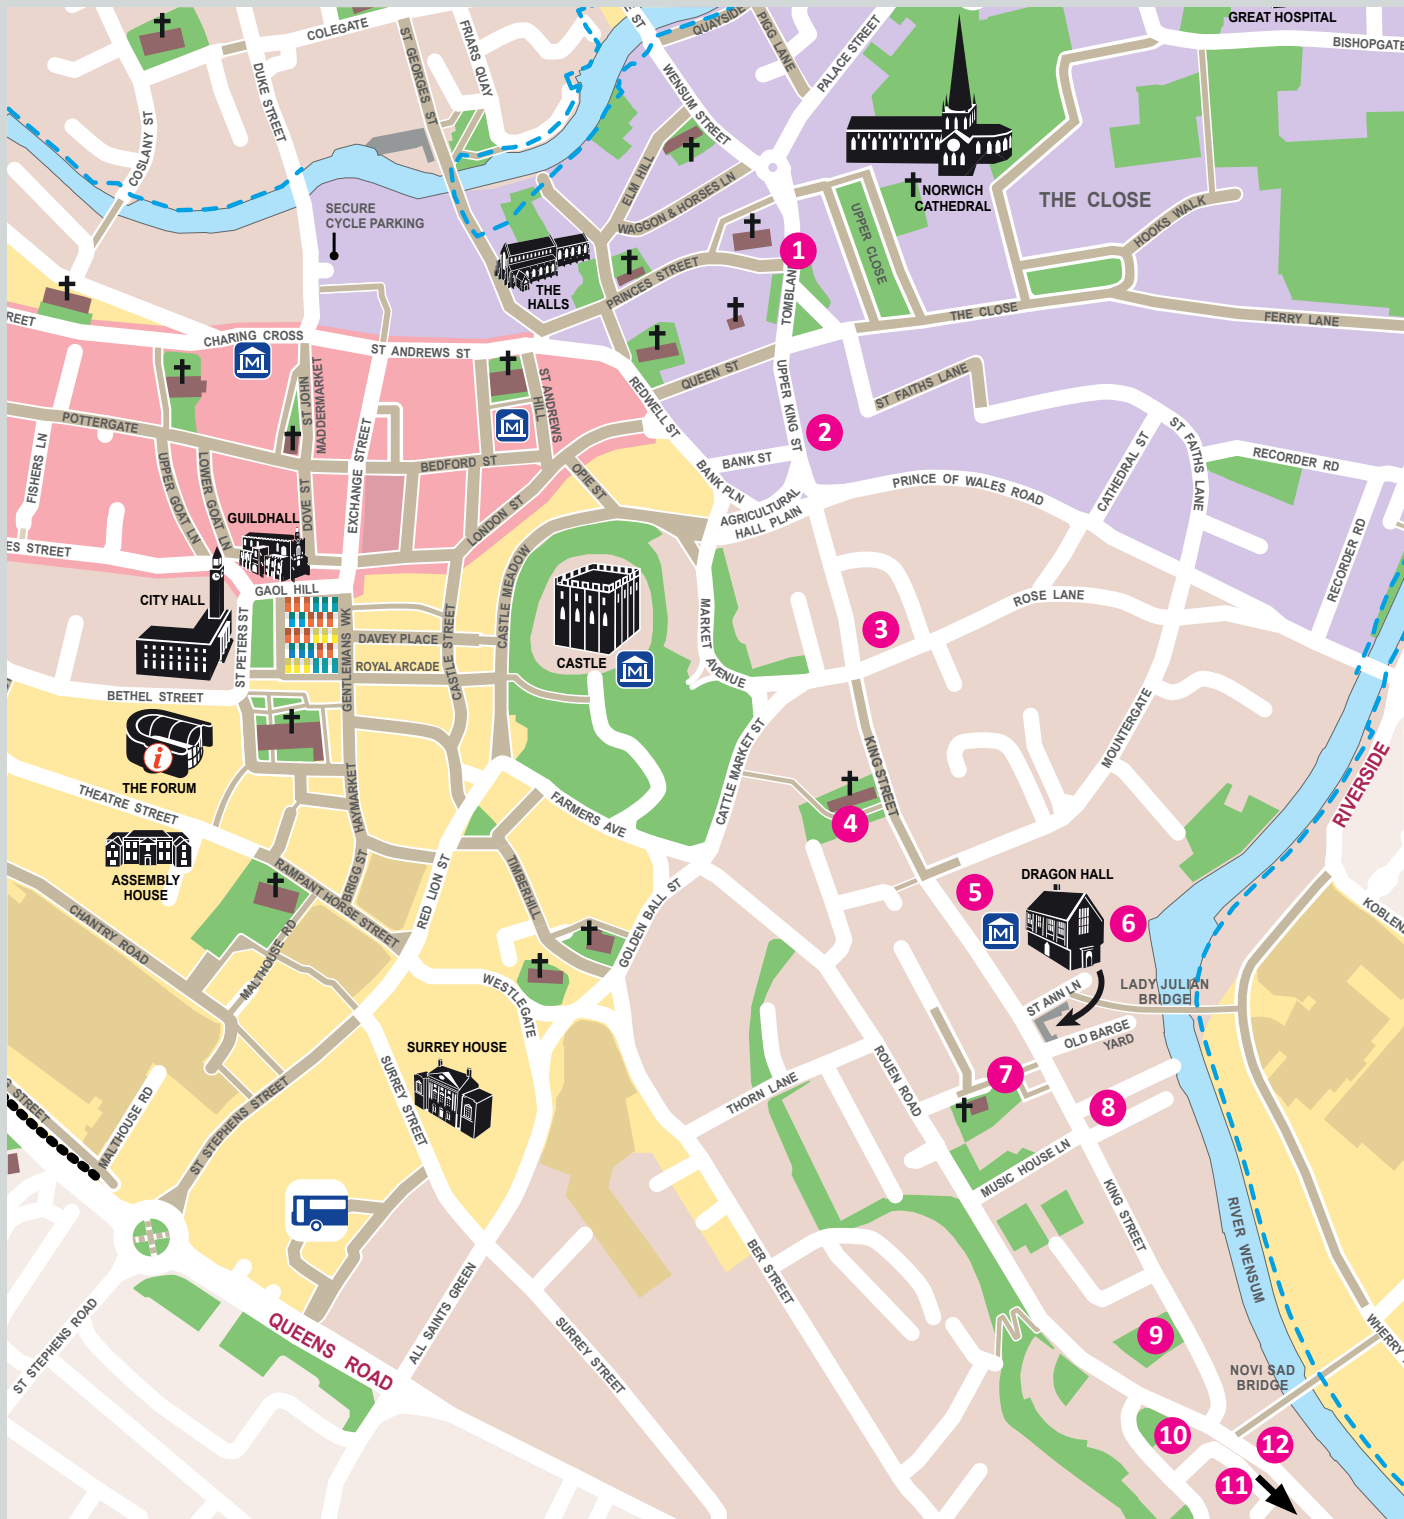 COLEGATE
ST GEORGES ST
FRIARS QUAY
DUKE STREET
COSLANY ST
WENSUM STREET
QUAYSIDE
PIGG LANE
PALACE STREET
GREAT HOSPITAL
BISHOPGATE
ELM HILL
WAGGON & HORSES LN
NORWICH
CATHEDRAL
THE CLOSE
HOOKS WALK
UPPER CLOSE
SECURE
CYCLE PARKING
THE
HALLS
PRINCES STREET
1
TOMBLAN
THE CLOSE
FERRY LANE
REET
CHARING CROSS
M
ST ANDREWS ST
ST JOHN
MADDERMARKET
ST ANDREWS
HILL
M
REDWELL ST
QUEEN ST
UPPER KING ST
ST FAITHS LANE
2
POTTERGATE
FISHERS LN
UPPER GOAT LN
LOWER GOAT LN
DOVE ST
EXCHANGE STREET
BEDFORD ST
LONDON ST
OPIE ST
BANK ST
BANK PLN
AGRICULTURAL
HALL PLAIN
PRINCE OF WALES ROAD
CATHEDRAL ST
ST FAITHS LANE
RECORDER RD
RECORDER RD
GUILDHALL
ES STREET
GAOL HILL
CITY HALL
ST PETERS ST
GENTLEMANS WK
DAVEY PLACE
ROYAL ARCADE
CASTLE STREET
CASTLE MEADOW
CASTLE
M
MARKET
AVENUE
3
ROSE LANE
BETHEL STREET
i
THE FORUM
THEATRE STREET
ASSEMBLY
HOUSE
HAYMARKET
BRIGG ST
RAMPANT HORSE STREET
RED LION ST
TIMBERHILL
FARMERS AVE
CATTLE MARKET ST
KING STREET
MOUNTERGATE
RIVERSIDE
4
CHANTRY ROAD
MALTHOUSE RD
WESTLEGATE
GOLDEN BALL ST
5
DRAGON HALL
M
6
KOBLEN
ST ANN LN
LADY JULIAN
BRIDGE
OLD BARGE
YARD
SURREY HOUSE
SURREY STREET
ST STEPHENS STREET
MALTHOUSE RD
G STREET
THORN LANE
ROUEN ROAD
7
8
MUSIC HOUSE LN
KING STREET
RIVER WENSUM
BER STREET
ST STEPHENS ROAD
QUEENS ROAD
ALL SAINTS GREEN
SURREY STREET
9
NOVI SAD
BRIDGE
WHERRY
10
12
11